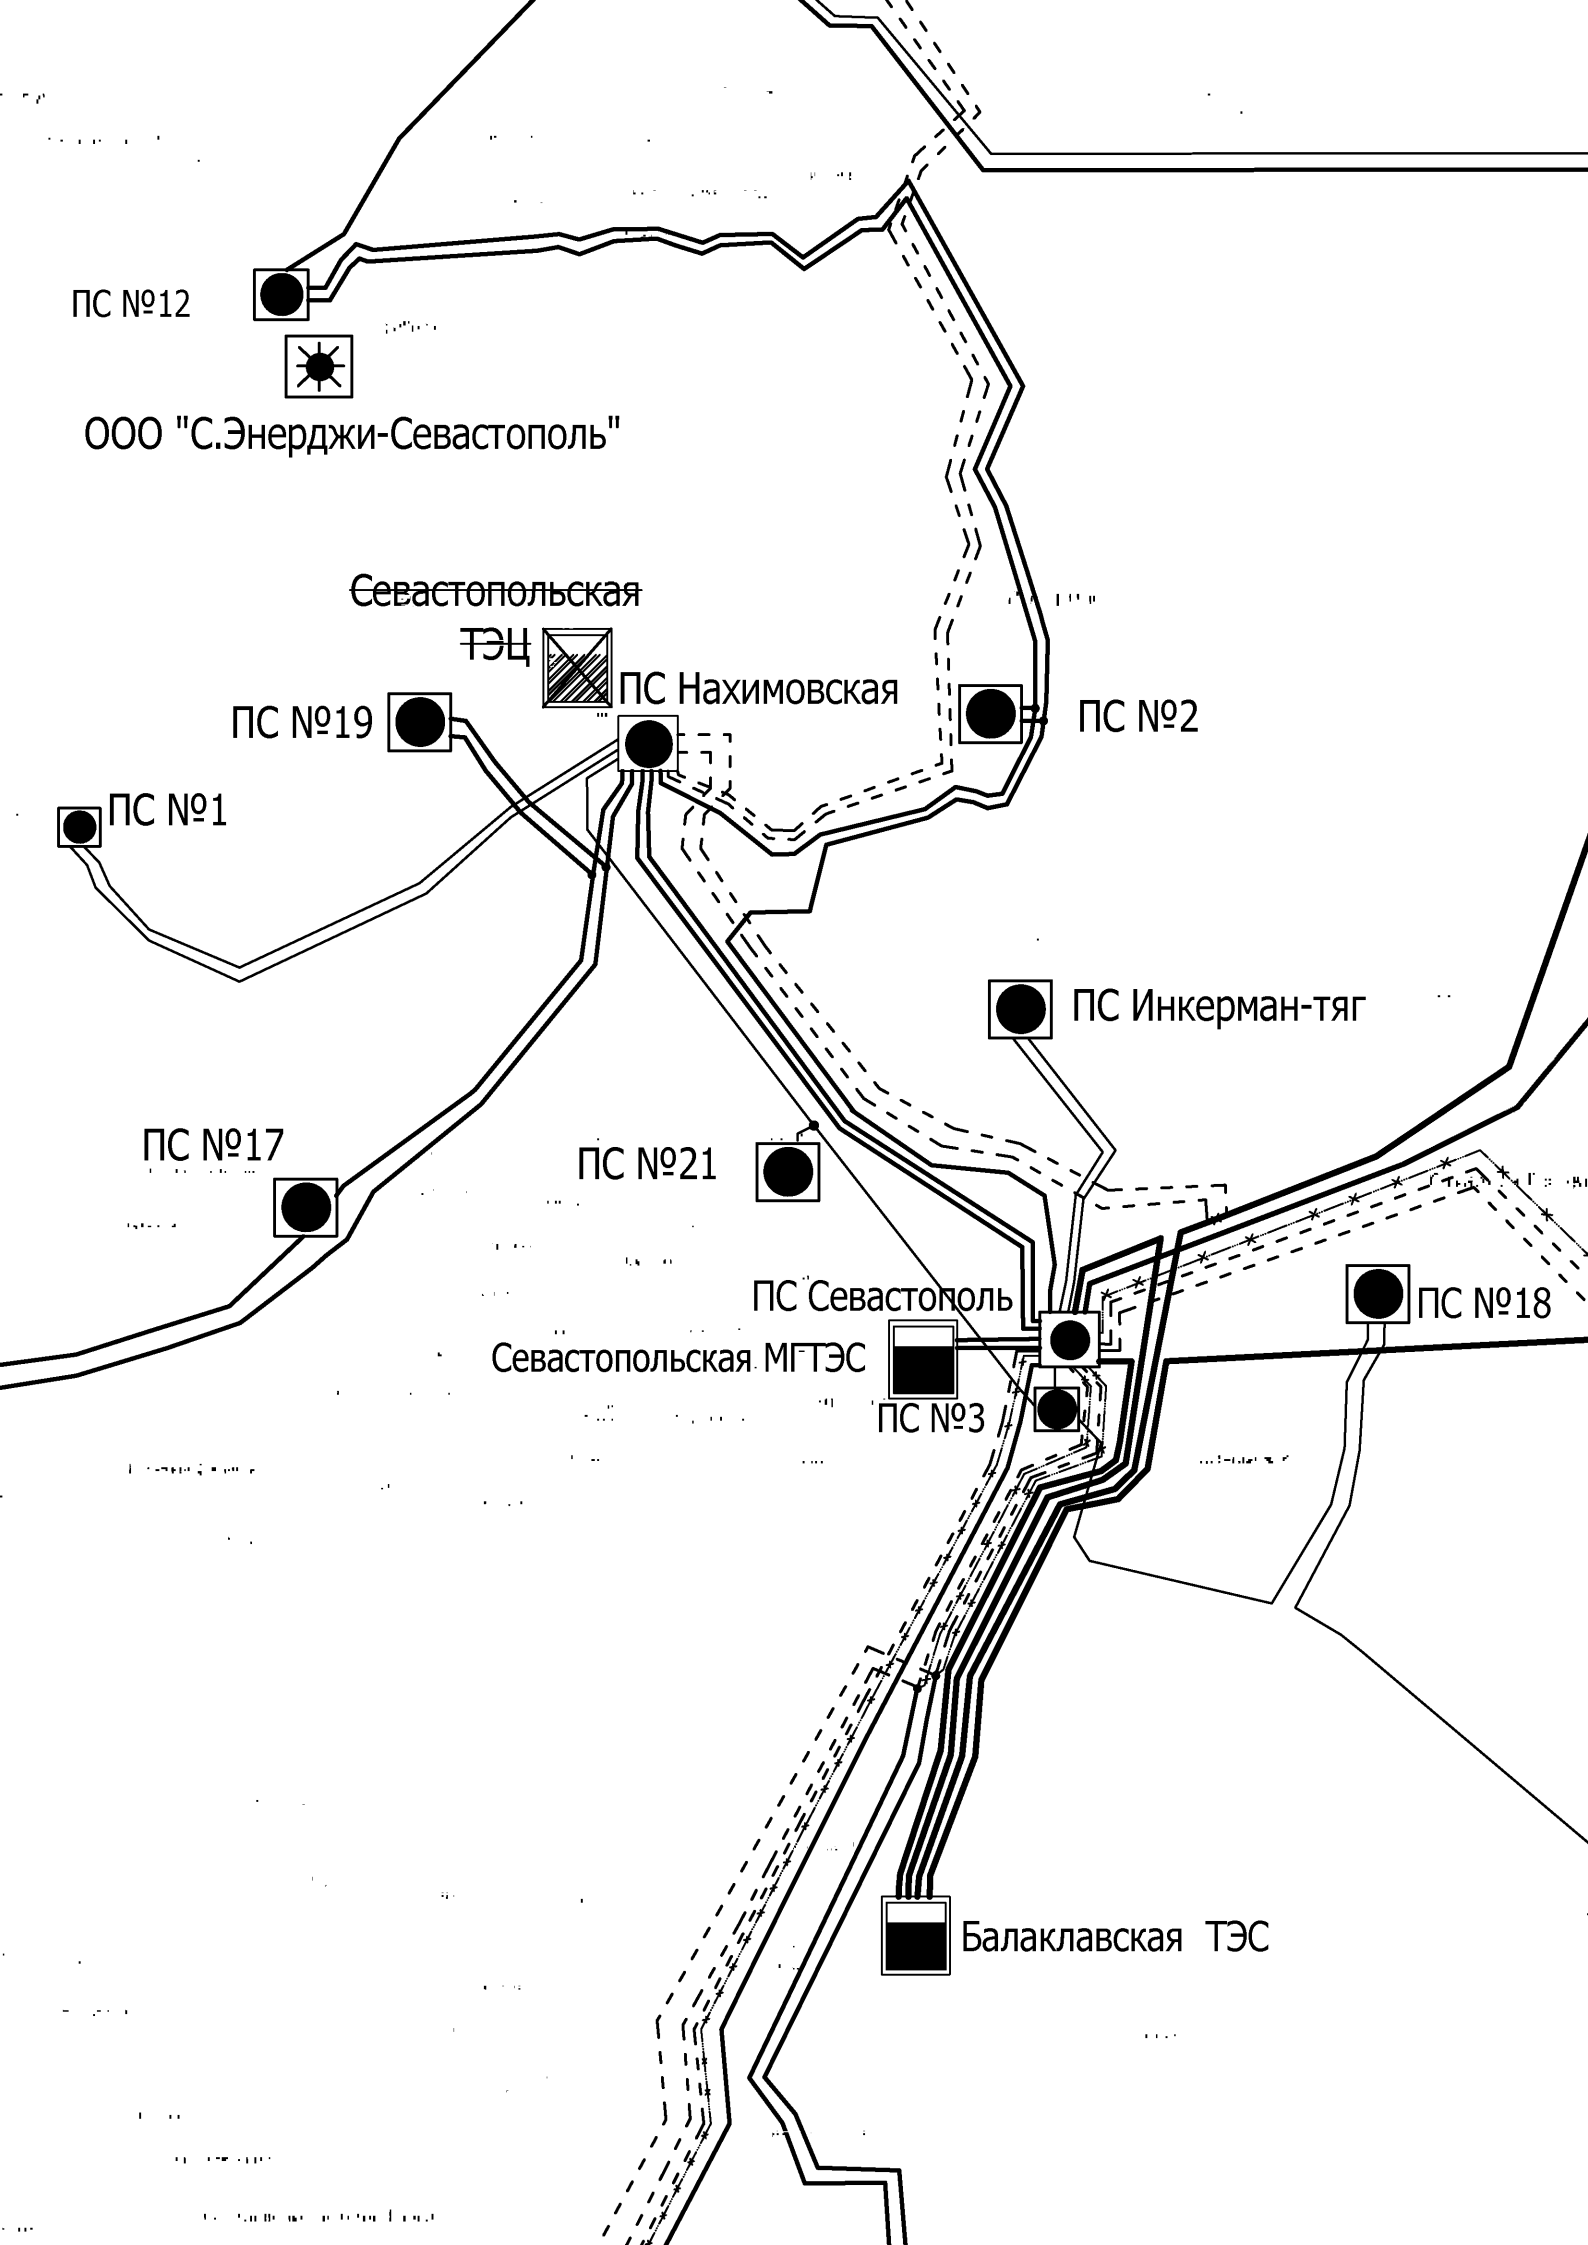 ПС №12
ООО "С.Энерджи-Севастополь"
Севастопольская
ТЭЦ
ПС Нахимовская
ПС №19
ПС №2
ПС №1
ПС Инкерман-тяг
ПС №17
ПС №21
ПС Севастополь
ПС №18
Севастопольская МГТЭС
ПС №3
Балаклавская ТЭС